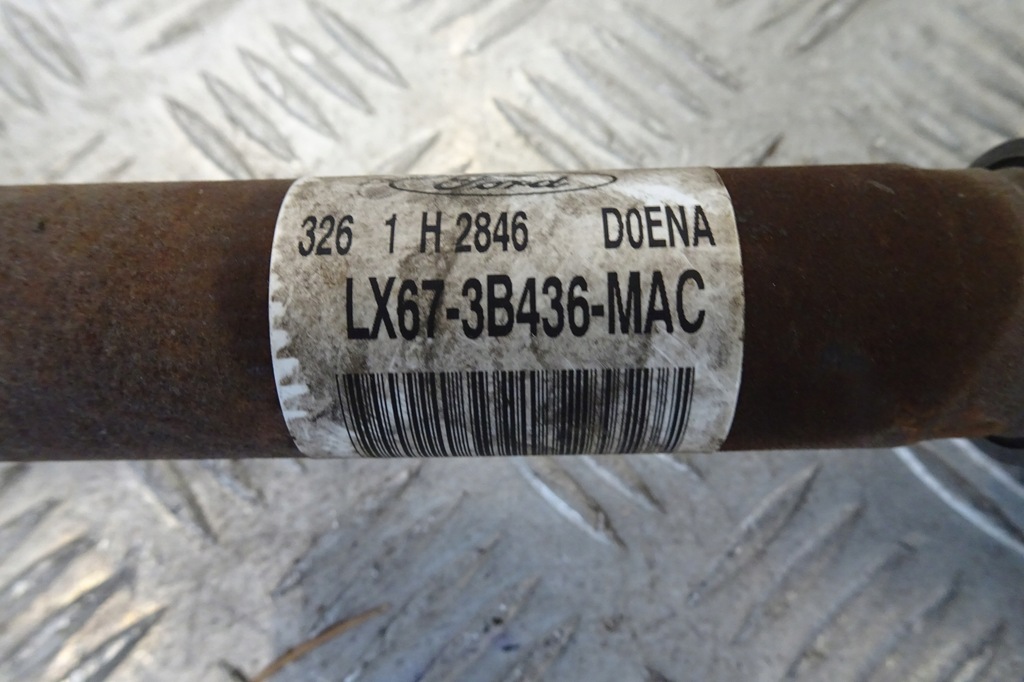 Ford
326 1 H 2846 D0ENA
LX67-3B436-MAC